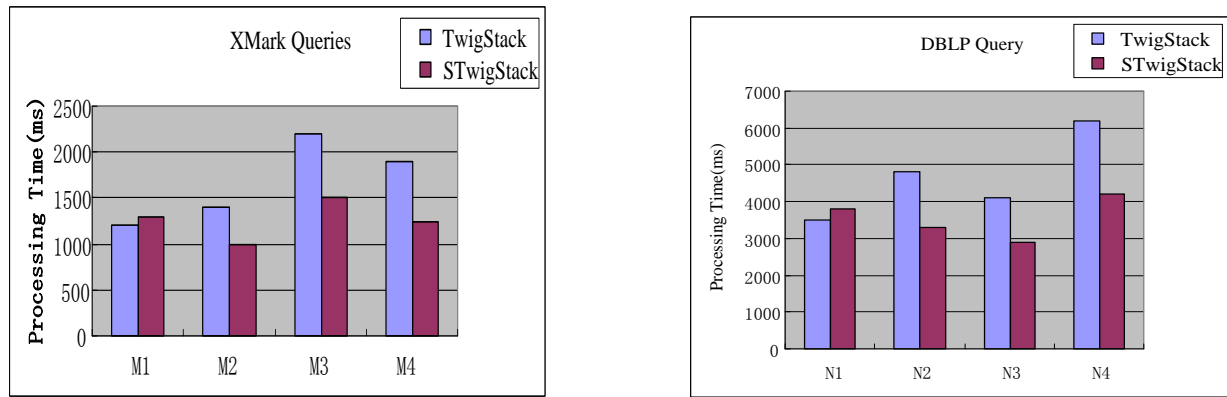 XMark Queries
TwigStack
STwigStack
Processing Time(ms)
2500
2000
1500
1000
500
0
M1 M2 M3 M4
DBLP Query
TwigStack
STwigStack
Processing Time(ms)
7000
6000
5000
4000
3000
2000
1000
0
N1 N2 N3 N4